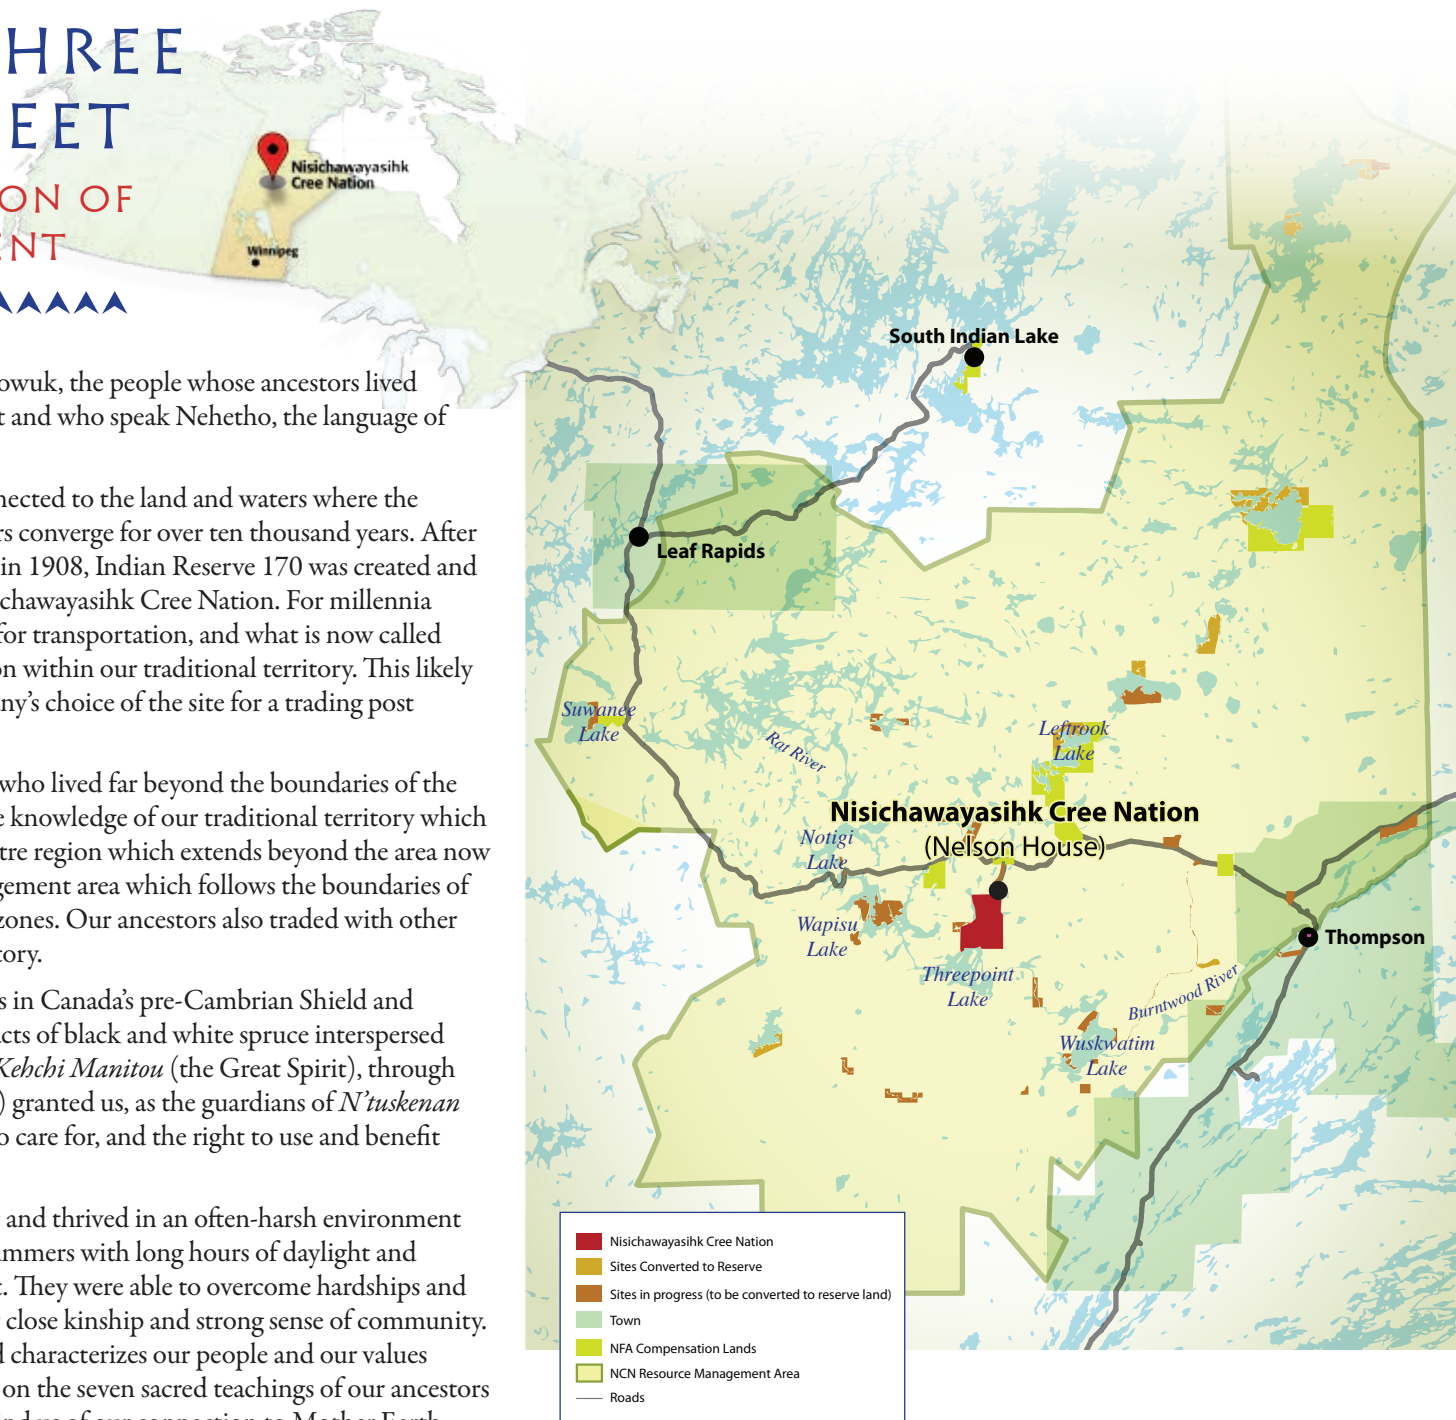 HREE
EET
ON OF
NT
owuk, the people whose ancestors lived
t and who speak Nehetho, the language of
nected to the land and waters where the
rs converge for over ten thousand years. After
in 1908, Indian Reserve 170 was created and
chawayasihk Cree Nation. For millennia
for transportation, and what is now called
on within our traditional territory. This likely
ny’s choice of the site for a trading post
who lived far beyond the boundaries of the
e knowledge of our traditional territory which
tre region which extends beyond the area now
gement area which follows the boundaries of
zones. Our ancestors also traded with other
tory.
s in Canada’s pre-Cambrian Shield and
acts of black and white spruce interspersed
Kehchi Manitou (the Great Spirit), through
) granted us, as the guardians of N’tuskenan
o care for, and the right to use and benefit
and thrived in an often-harsh environment
ummers with long hours of daylight and
t. They were able to overcome hardships and
close kinship and strong sense of community.
d characterizes our people and our values
on the seven sacred teachings of our ancestors
ind us of our connection to Mother Earth
Nisichawayasihk
Cree Nation
Winnipeg
South Indian Lake
Leaf Rapids
Suwanee
Lake
Rat River
Leftrook
Lake
Nisichawayasihk Cree Nation
(Nelson House)
Notigi
Lake
Wapisu
Lake
Threepoint
Lake
Thompson
Burntwood River
Wuskwatim
Lake
Nisichawayasihk Cree Nation
Sites Converted to Reserve
Sites in progress (to be converted to reserve land)
Town
NFA Compensation Lands
NCN Resource Management Area
Roads